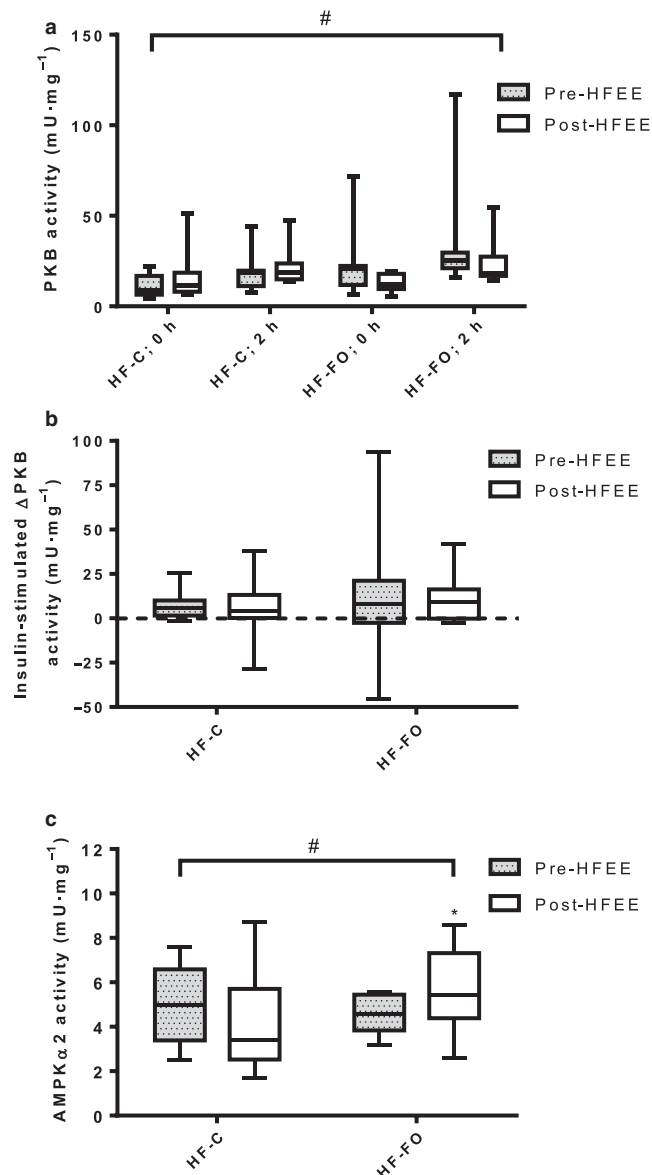 a
#
150
100
50
0
PKB activity (mU·mg⁻¹)
Pre-HFEE
Post-HFEE
HF-C; 0 h
HF-C; 2 h
HF-FO; 0 h
HF-FO; 2 h
b
100
75
50
25
0
−25
−50
Insulin-stimulated ΔPKB
activity (mU·mg⁻¹)
Pre-HFEE
Post-HFEE
HF-C
HF-FO
c
#
12
10
8
6
4
2
0
AMPKα2 activity (mU·mg⁻¹)
Pre-HFEE
Post-HFEE
*
HF-C
HF-FO